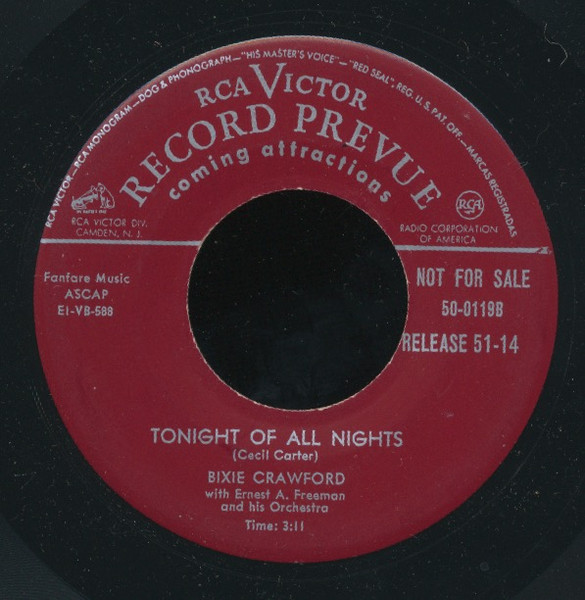 RCA VICTOR—RCA MONOGRAM—DOG & PHONOGRAPH—"HIS MASTER'S VOICE"—"RED SEAL", REG. U. S. PAT. OFF.—MARCAS REGISTRADAS
RCA VICTOR
RECORD PREVUE
coming attractions
RCA VICTOR DIV.
CAMDEN, N. J.
RCA
RADIO CORPORATION
OF AMERICA
Fanfare Music
ASCAP
E1-VB-588
NOT FOR SALE
50-0119B
RELEASE 51-14
TONIGHT OF ALL NIGHTS
(Cecil Carter)
BIXIE CRAWFORD
with Ernest A. Freeman
and his Orchestra
Time: 3:11